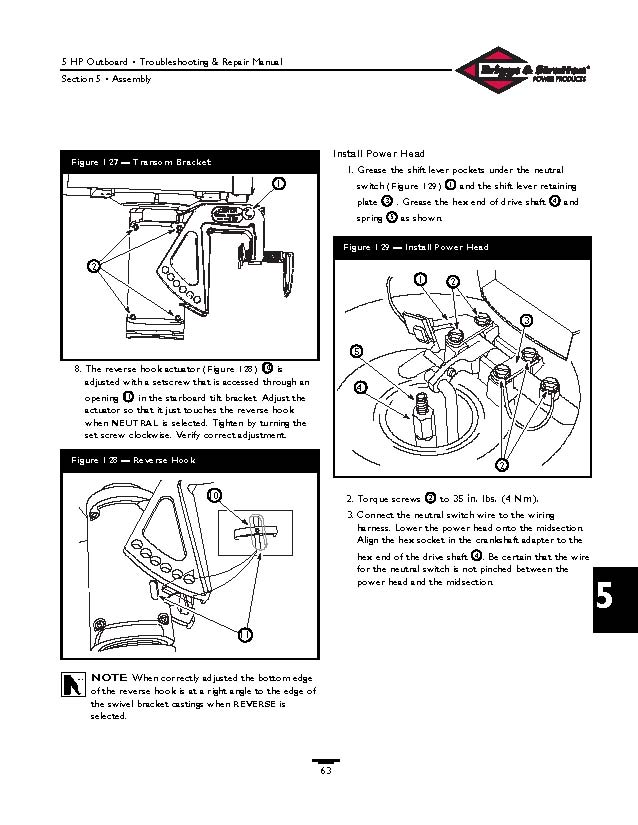 5 HP Outboard • Troubleshooting & Repair Manual
Section 5 • Assembly
Briggs & Stratton
POWER PRODUCTS
Figure 127 — Transom Bracket
1
2
8. The reverse hook actuator (Figure 128) 10 is
adjusted with a setscrew that is accessed through an
opening 11 in the starboard tilt bracket. Adjust the
actuator so that it just touches the reverse hook
when NEUTRAL is selected. Tighten by turning the
set screw clockwise. Verify correct adjustment.
Figure 128 — Reverse Hook
10
11
NOTE When correctly adjusted the bottom edge
of the reverse hook is at a right angle to the edge of
the swivel bracket castings when REVERSE is
selected.
Install Power Head
1. Grease the shift lever pockets under the neutral
switch (Figure 129) 1 and the shift lever retaining
plate 3 . Grease the hex end of drive shaft 4 and
spring 5 as shown.
Figure 129 — Install Power Head
1
2
3
5
4
2
2. Torque screws 2 to 35 in. lbs. (4 Nm).
3. Connect the neutral switch wire to the wiring
harness. Lower the power head onto the midsection.
Align the hex socket in the crankshaft adapter to the
hex end of the drive shaft 4. Be certain that the wire
for the neutral switch is not pinched between the
power head and the midsection.
5
63